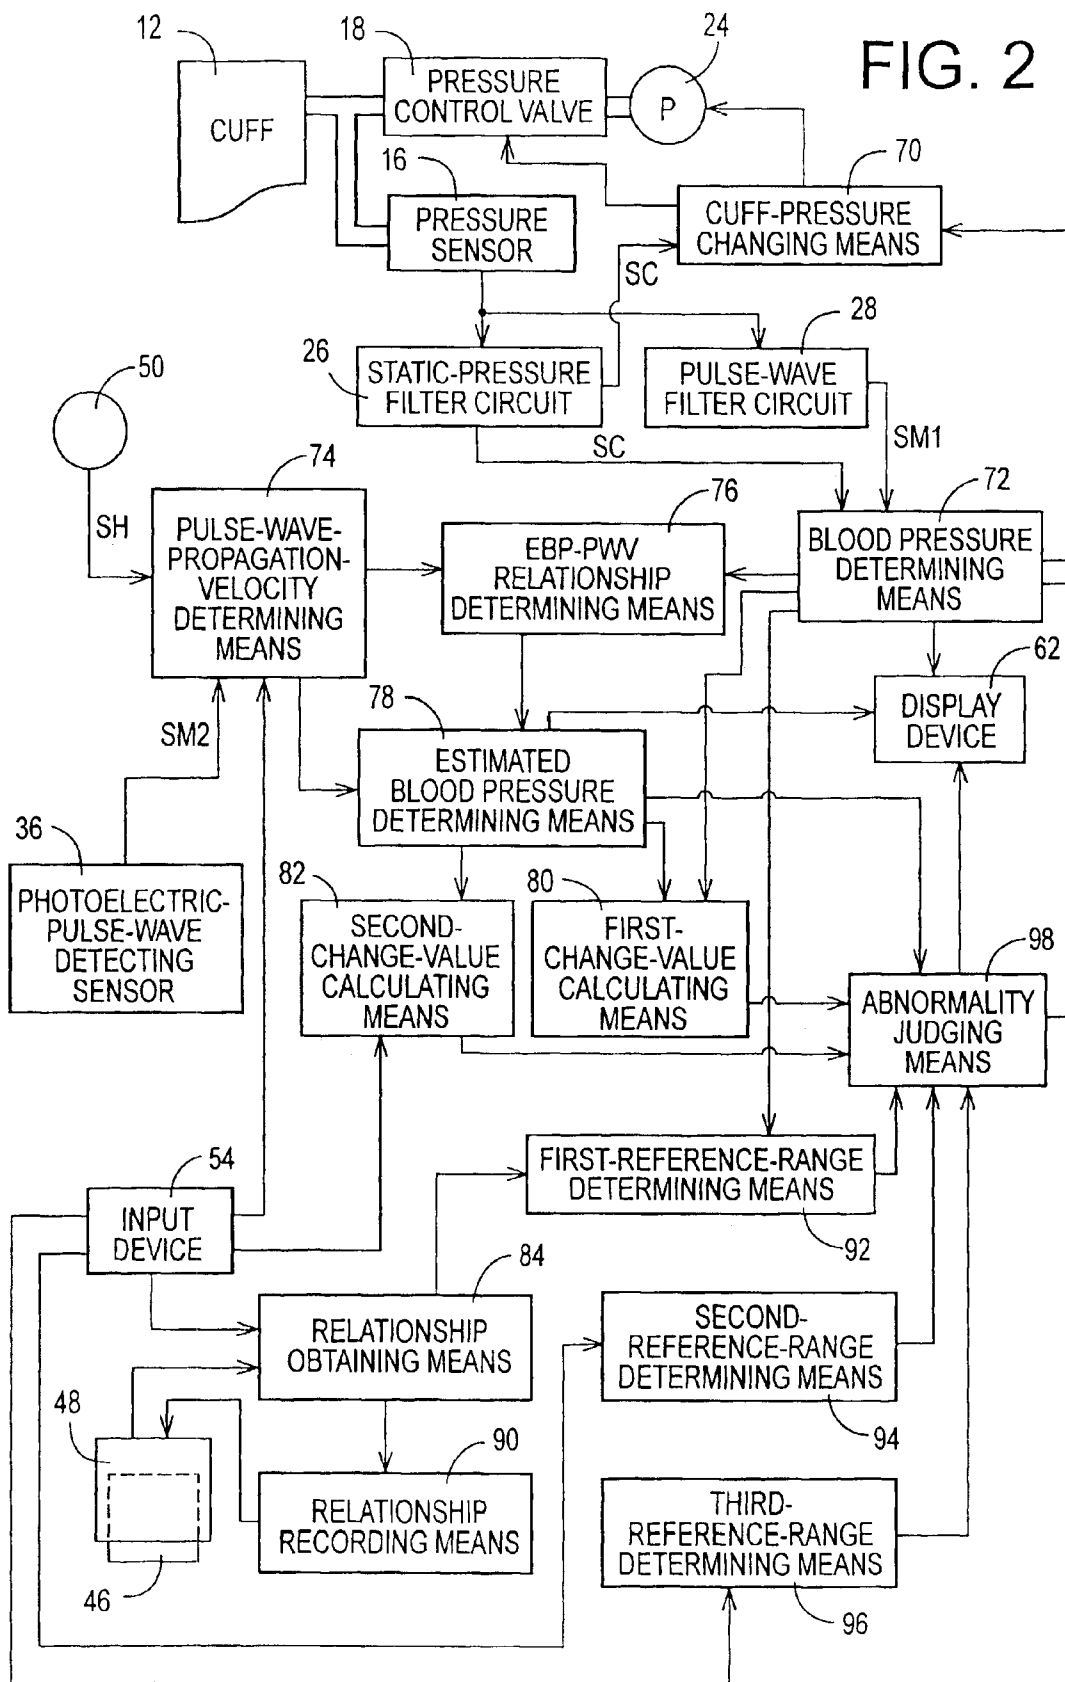 FIG. 2
12
18
24
CUFF
PRESSURE
CONTROL VALVE
P
16
PRESSURE
SENSOR
70
CUFF-PRESSURE
CHANGING MEANS
SC
28
26
STATIC-PRESSURE
FILTER CIRCUIT
PULSE-WAVE
FILTER CIRCUIT
50
SC
SM1
74
76
72
SH
PULSE-WAVE-
PROPAGATION-
VELOCITY
DETERMINING
MEANS
EBP-PWV
RELATIONSHIP
DETERMINING MEANS
BLOOD PRESSURE
DETERMINING
MEANS
62
SM2
78
DISPLAY
DEVICE
ESTIMATED
BLOOD PRESSURE
DETERMINING MEANS
36
82
80
PHOTOELECTRIC-
PULSE-WAVE
DETECTING
SENSOR
SECOND-
CHANGE-VALUE
CALCULATING
MEANS
FIRST-
CHANGE-VALUE
CALCULATING
MEANS
98
ABNORMALITY
JUDGING
MEANS
54
FIRST-REFERENCE-RANGE
DETERMINING MEANS
INPUT
DEVICE
92
84
RELATIONSHIP
OBTAINING MEANS
SECOND-
REFERENCE-RANGE
DETERMINING MEANS
48
90
94
RELATIONSHIP
RECORDING MEANS
THIRD-
REFERENCE-RANGE
DETERMINING MEANS
46
96